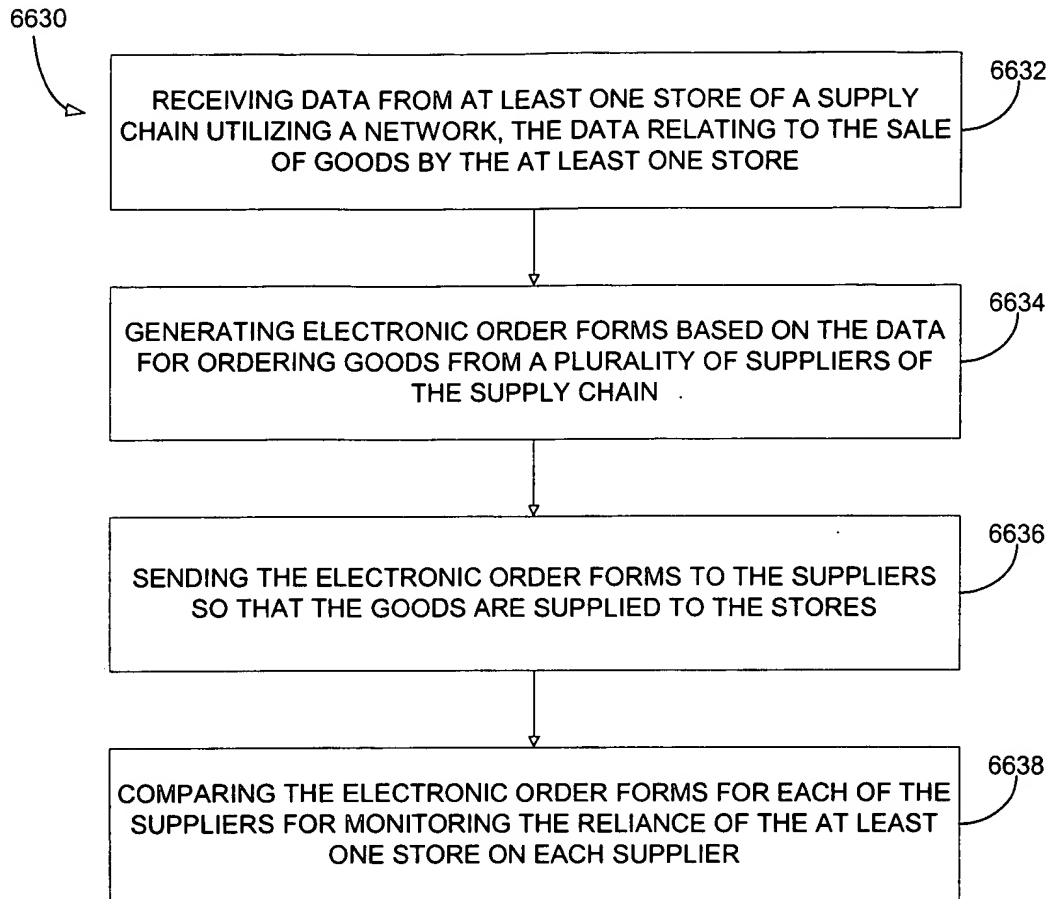 6630
6632
RECEIVING DATA FROM AT LEAST ONE STORE OF A SUPPLY
CHAIN UTILIZING A NETWORK, THE DATA RELATING TO THE SALE
OF GOODS BY THE AT LEAST ONE STORE
6634
GENERATING ELECTRONIC ORDER FORMS BASED ON THE DATA
FOR ORDERING GOODS FROM A PLURALITY OF SUPPLIERS OF
THE SUPPLY CHAIN
6636
SENDING THE ELECTRONIC ORDER FORMS TO THE SUPPLIERS
SO THAT THE GOODS ARE SUPPLIED TO THE STORES
6638
COMPARING THE ELECTRONIC ORDER FORMS FOR EACH OF THE
SUPPLIERS FOR MONITORING THE RELIANCE OF THE AT LEAST
ONE STORE ON EACH SUPPLIER